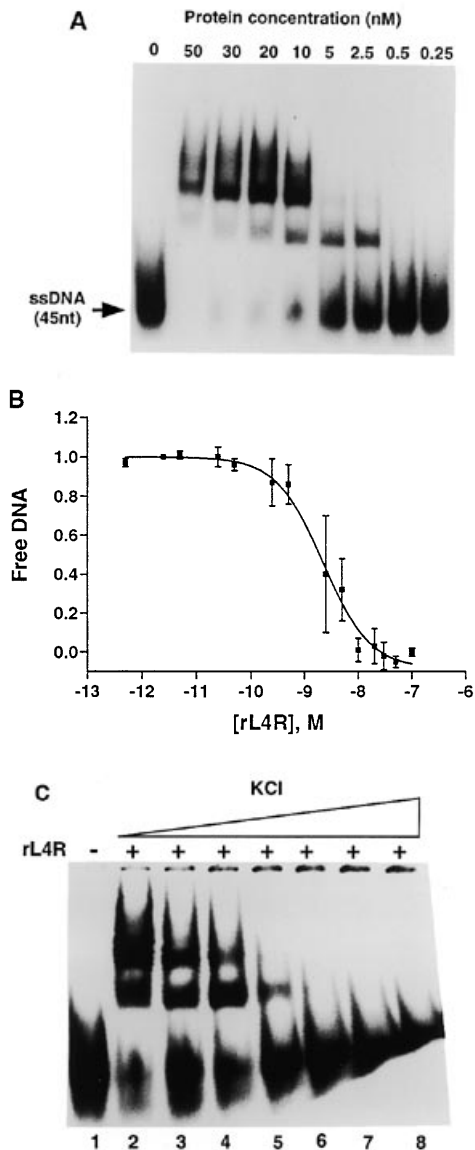 A
Protein concentration (nM)
0 50 30 20 10 5 2.5 0.5 0.25
ssDNA
(45nt)
B
1.2
1.0
0.8
0.6
0.4
0.2
0.0
Free DNA
-13 -12 -11 -10 -9 -8 -7 -6
[rL4R], M
C
KCl
rL4R - + + + + + + +
1 2 3 4 5 6 7 8